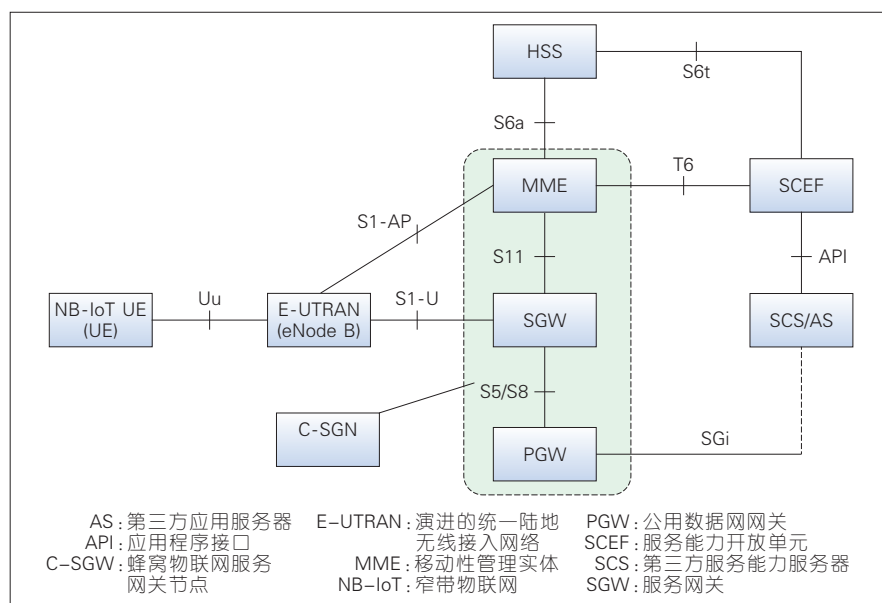 HSS
S6t
S6a
MME
T6
SCEF
S1-AP
S11
API
NB-IoT UE
(UE)
Uu
E-UTRAN
(eNode B)
S1-U
SGW
SCS/AS
S5/S8
C-SGN
PGW
SGi
AS：第三方应用服务器
API：应用程序接口
C-SGW：蜂窝物联网服务
网关节点
E-UTRAN：演进的统一陆地
无线接入网络
MME：移动性管理实体
NB-IoT：窄带物联网
PGW：公用数据网网关
SCEF：服务能力开放单元
SCS：第三方服务能力服务器
SGW：服务网关